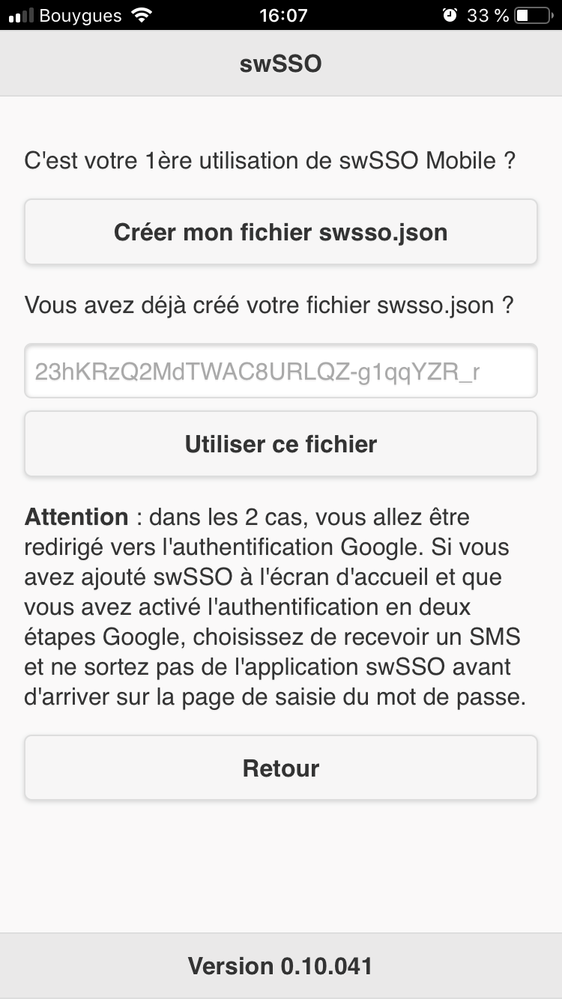 Bouygues 16:07 33 %
swSSO
C'est votre 1ère utilisation de swSSO Mobile ?
Créer mon fichier swsso.json
Vous avez déjà créé votre fichier swsso.json ?
23hKRzQ2MdTWAC8URLQZ-g1qqYZR_r
Utiliser ce fichier
Attention : dans les 2 cas, vous allez être
redirigé vers l'authentification Google. Si vous
avez ajouté swSSO à l'écran d'accueil et que
vous avez activé l'authentification en deux
étapes Google, choisissez de recevoir un SMS
et ne sortez pas de l'application swSSO avant
d'arriver sur la page de saisie du mot de passe.
Retour
Version 0.10.041